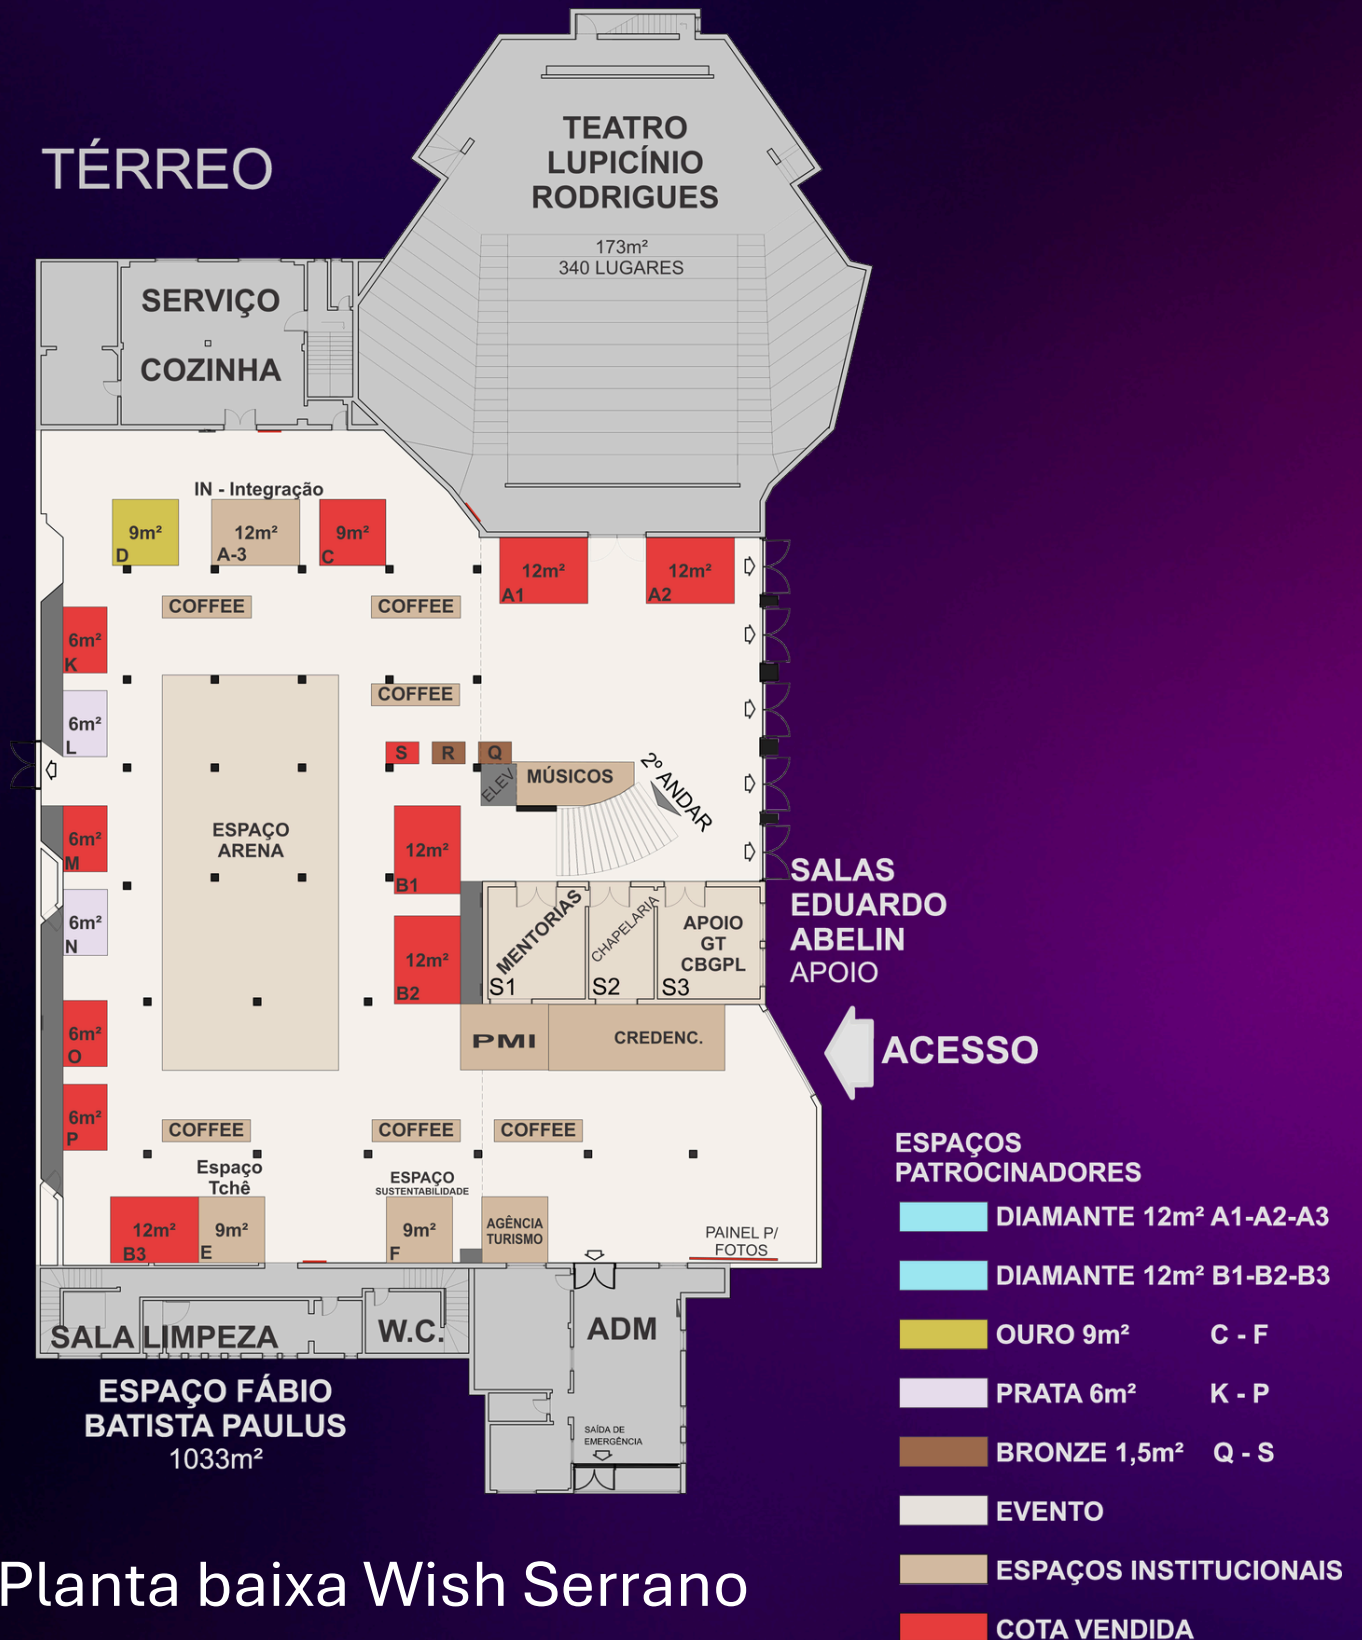 TÉRREO
TEATRO
LUPICÍNIO
RODRIGUES
173m²
340 LUGARES
SERVIÇO
COZINHA
IN - Integração
9m²
D
12m²
A-3
9m²
C
12m²
A1
12m²
A2
COFFEE
COFFEE
6m²
K
COFFEE
6m²
L
S
R
Q
ELEV
MÚSICOS
2º ANDAR
ESPAÇO
ARENA
6m²
M
12m²
B1
6m²
N
12m²
B2
MENTORIAS
S1
CHAPELARIA
S2
APOIO
GT
CBGPL
S3
SALAS
EDUARDO
ABELIN
APOIO
6m²
O
PMI
CREDENC.
ACESSO
6m²
P
COFFEE
COFFEE
COFFEE
Espaço
Tchê
ESPAÇO
SUSTENTABILIDADE
12m²
B3
9m²
E
9m²
F
AGÊNCIA
TURISMO
PAINEL P/
FOTOS
SALA LIMPEZA
W.C.
ADM
SAÍDA DE
EMERGÊNCIA
ESPAÇO FÁBIO
BATISTA PAULUS
1033m²
ESPAÇOS
PATROCINADORES
DIAMANTE 12m² A1-A2-A3
DIAMANTE 12m² B1-B2-B3
OURO 9m² C - F
PRATA 6m² K - P
BRONZE 1,5m² Q - S
EVENTO
ESPAÇOS INSTITUCIONAIS
COTA VENDIDA
Planta baixa Wish Serrano